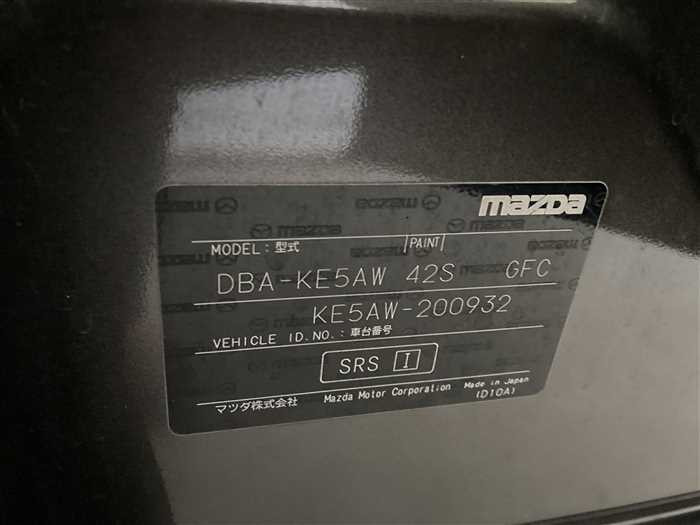 mazda
MODEL: 型式 |PAINT|
DBA-KE5AW 42S GFC
KE5AW-200932
VEHICLE ID.NO.: 車台番号
SRS I
マツダ株式会社 Mazda Motor Corporation Made in Japan
(D10A)